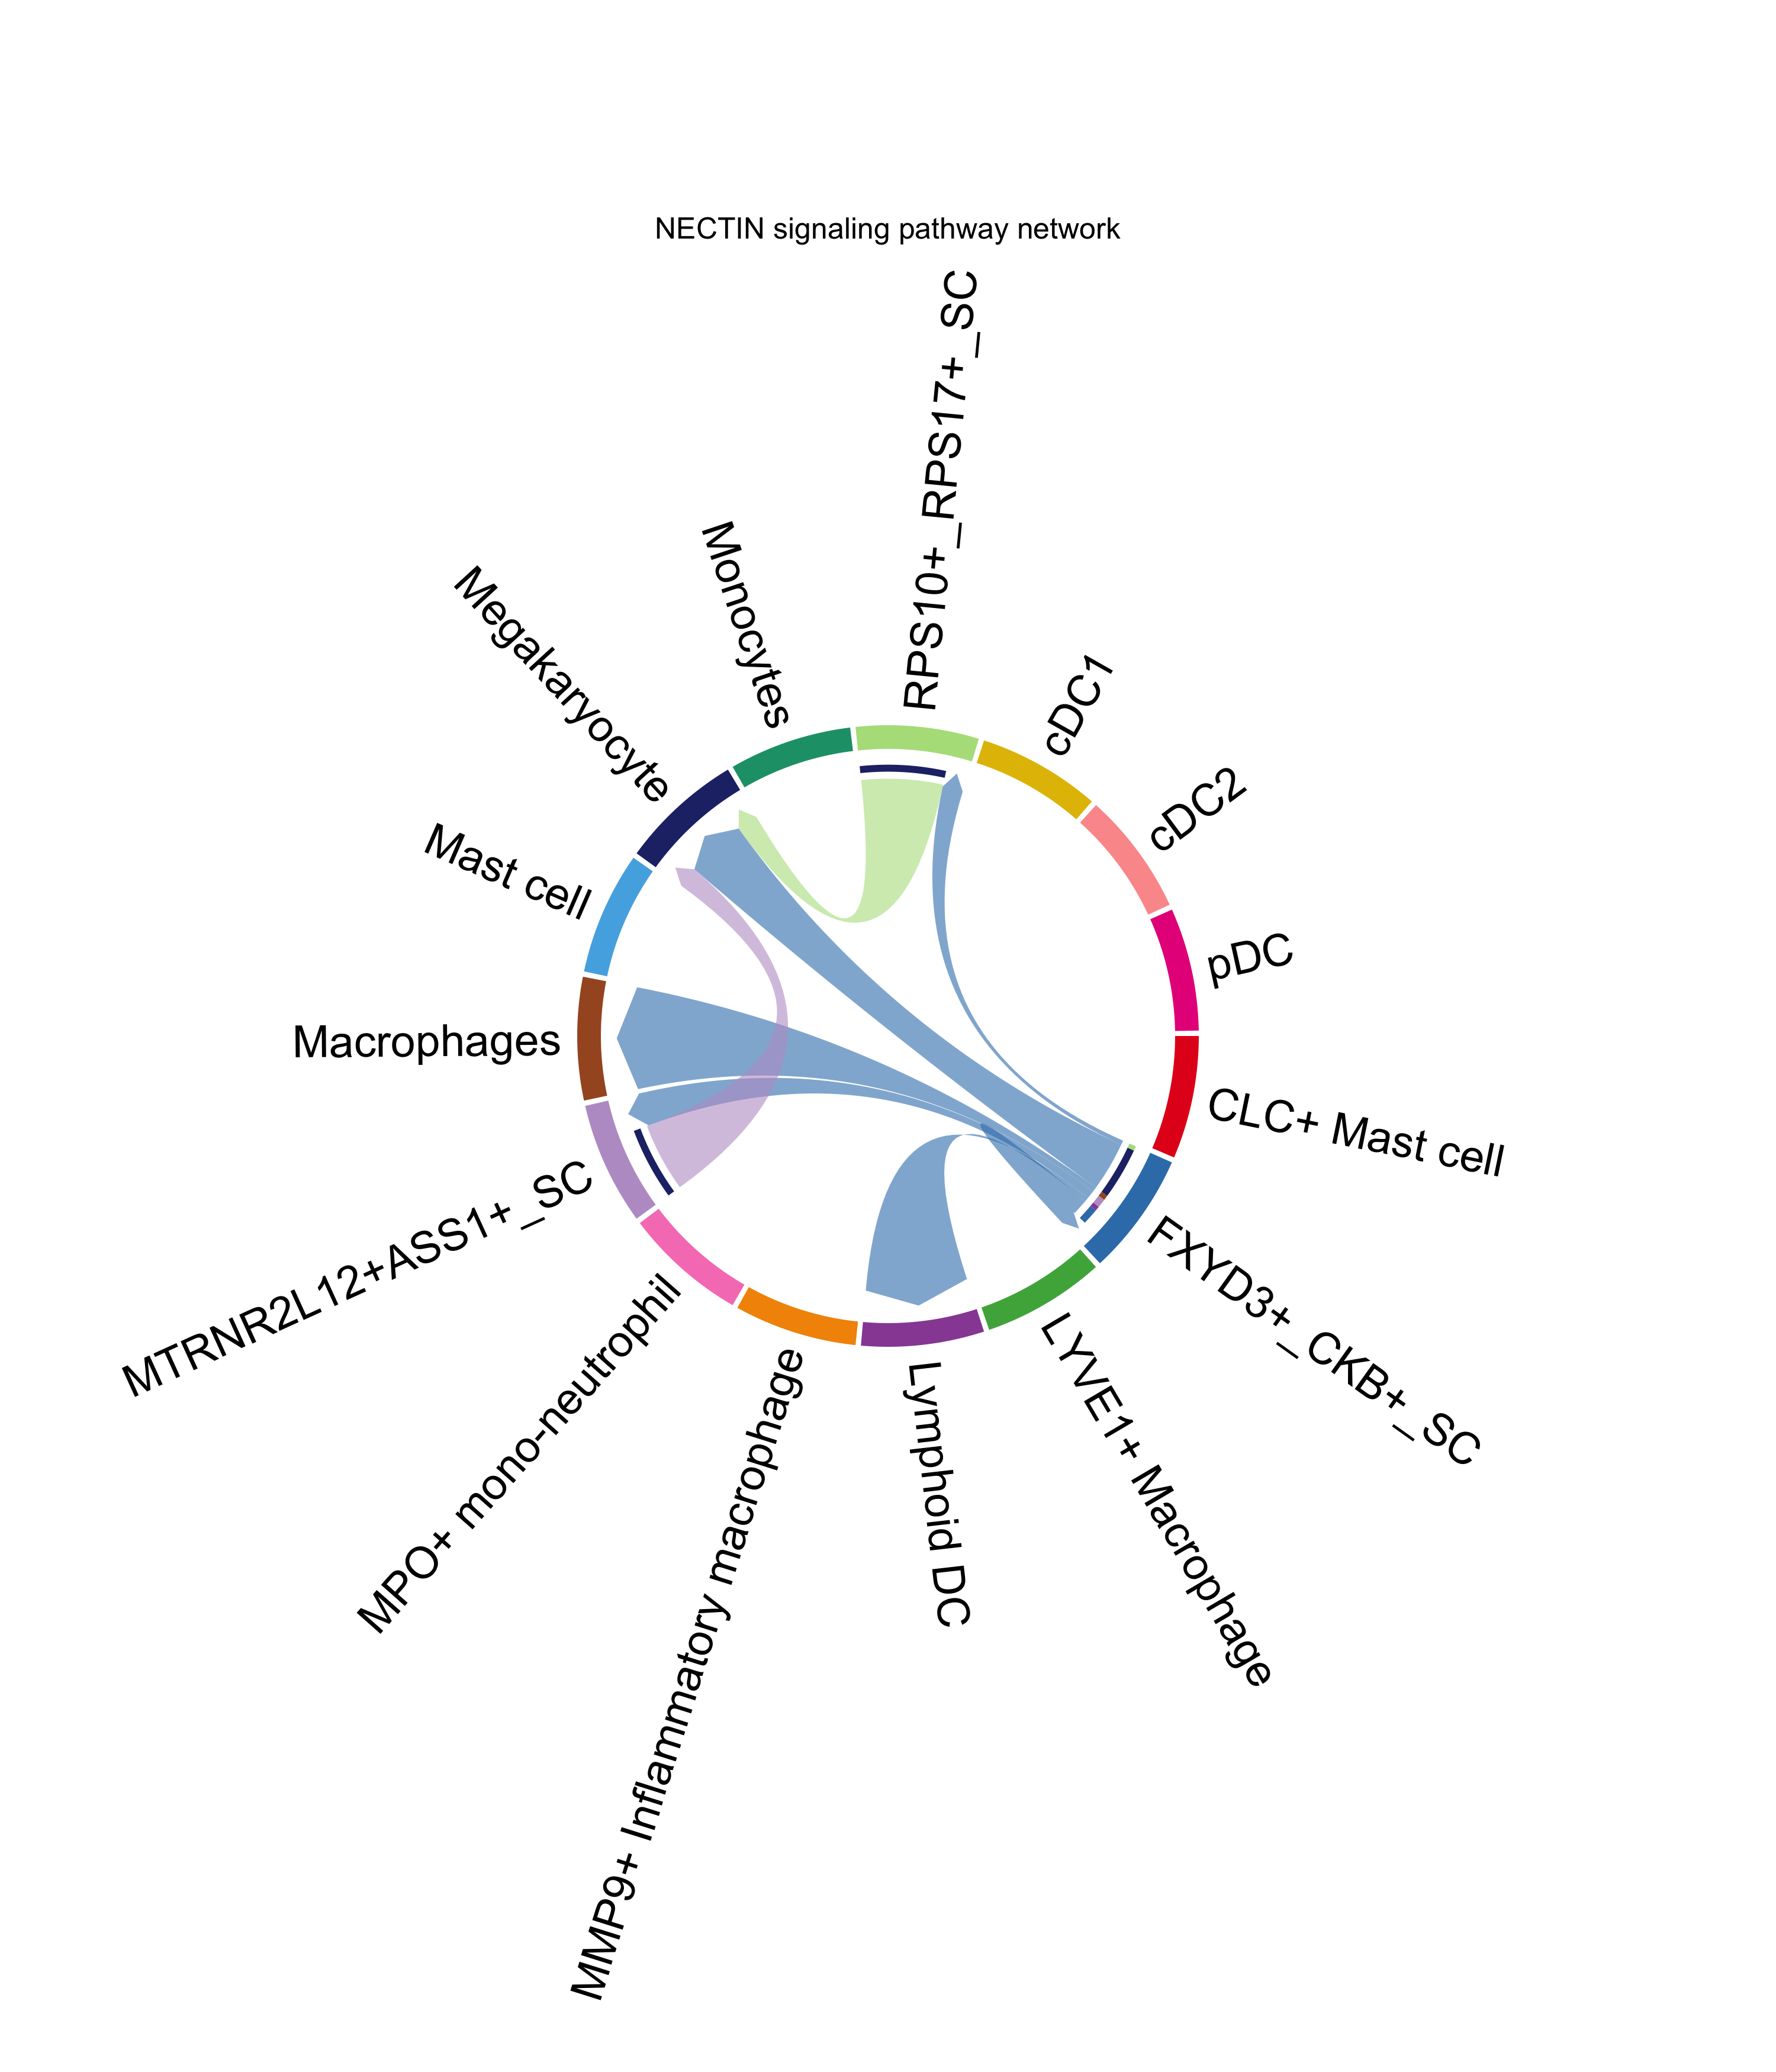 NECTIN signaling pathway network
RPS10+_RPS17+_SC
cDC1
cDC2
pDC
CLC+ Mast cell
FXYD3+_CKB+_SC
LYVE1+ Macrophage
Lymphoid DC
MMP9+ Inflammatory macrophage
MPO+ mono-neutrophil
MTRNR2L12+ASS1+_SC
Macrophages
Mast cell
Megakaryocyte
Monocytes